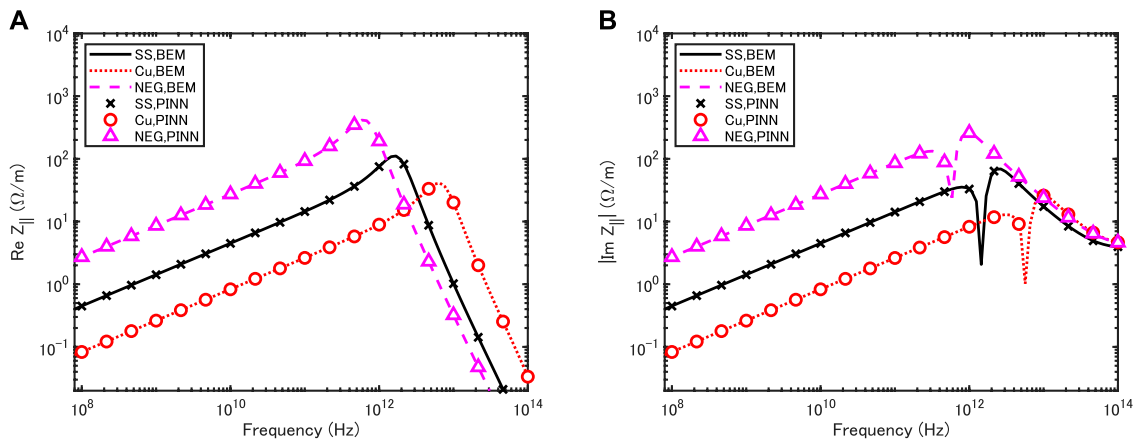 A
Re Z|| (Ω/m)
10^4
10^3
10^2
10^1
10^0
10^-1
SS,BEM
Cu,BEM
NEG,BEM
SS,PINN
Cu,PINN
NEG,PINN
10^8 10^10 10^12 10^14
Frequency (Hz)
B
|Im Z||| (Ω/m)
10^4
10^3
10^2
10^1
10^0
10^-1
SS,BEM
Cu,BEM
NEG,BEM
SS,PINN
Cu,PINN
NEG,PINN
10^8 10^10 10^12 10^14
Frequency (Hz)